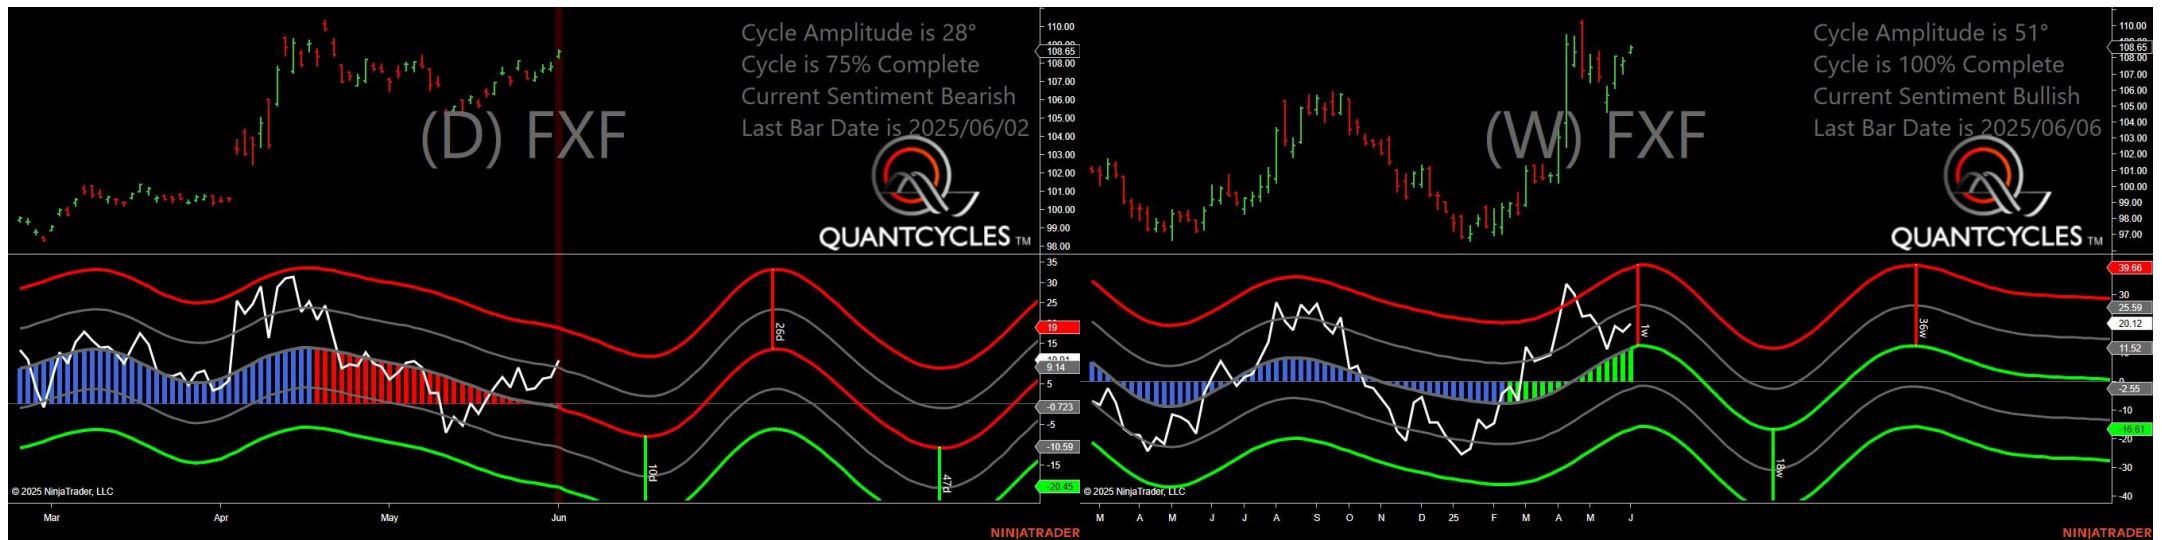 Cycle Amplitude is 28°
Cycle is 75% Complete
Current Sentiment Bearish
Last Bar Date is 2025/06/02
(D) FXF
QUANTCYCLES TM
110.00
108.65
108.00
107.00
106.00
105.00
104.00
103.00
102.00
101.00
100.00
99.00
98.00
35
30
25
19
15
9.14
5
-0.723
-5
-10.59
-15
-20.45
26d
10d
47d
© 2025 NinjaTrader, LLC
Mar Apr May Jun
NINJATRADER
Cycle Amplitude is 51°
Cycle is 100% Complete
Current Sentiment Bullish
Last Bar Date is 2025/06/06
(W) FXF
QUANTCYCLES TM
110.00
108.65
108.00
107.00
106.00
105.00
104.00
103.00
102.00
101.00
100.00
99.00
98.00
97.00
39.66
30
25.59
20.12
11.52
0
-2.55
-10
-16.61
-20
-30
-40
1w
36w
18w
© 2025 NinjaTrader, LLC
M A M J J A S O N D 25 F M A M J
NINJATRADER